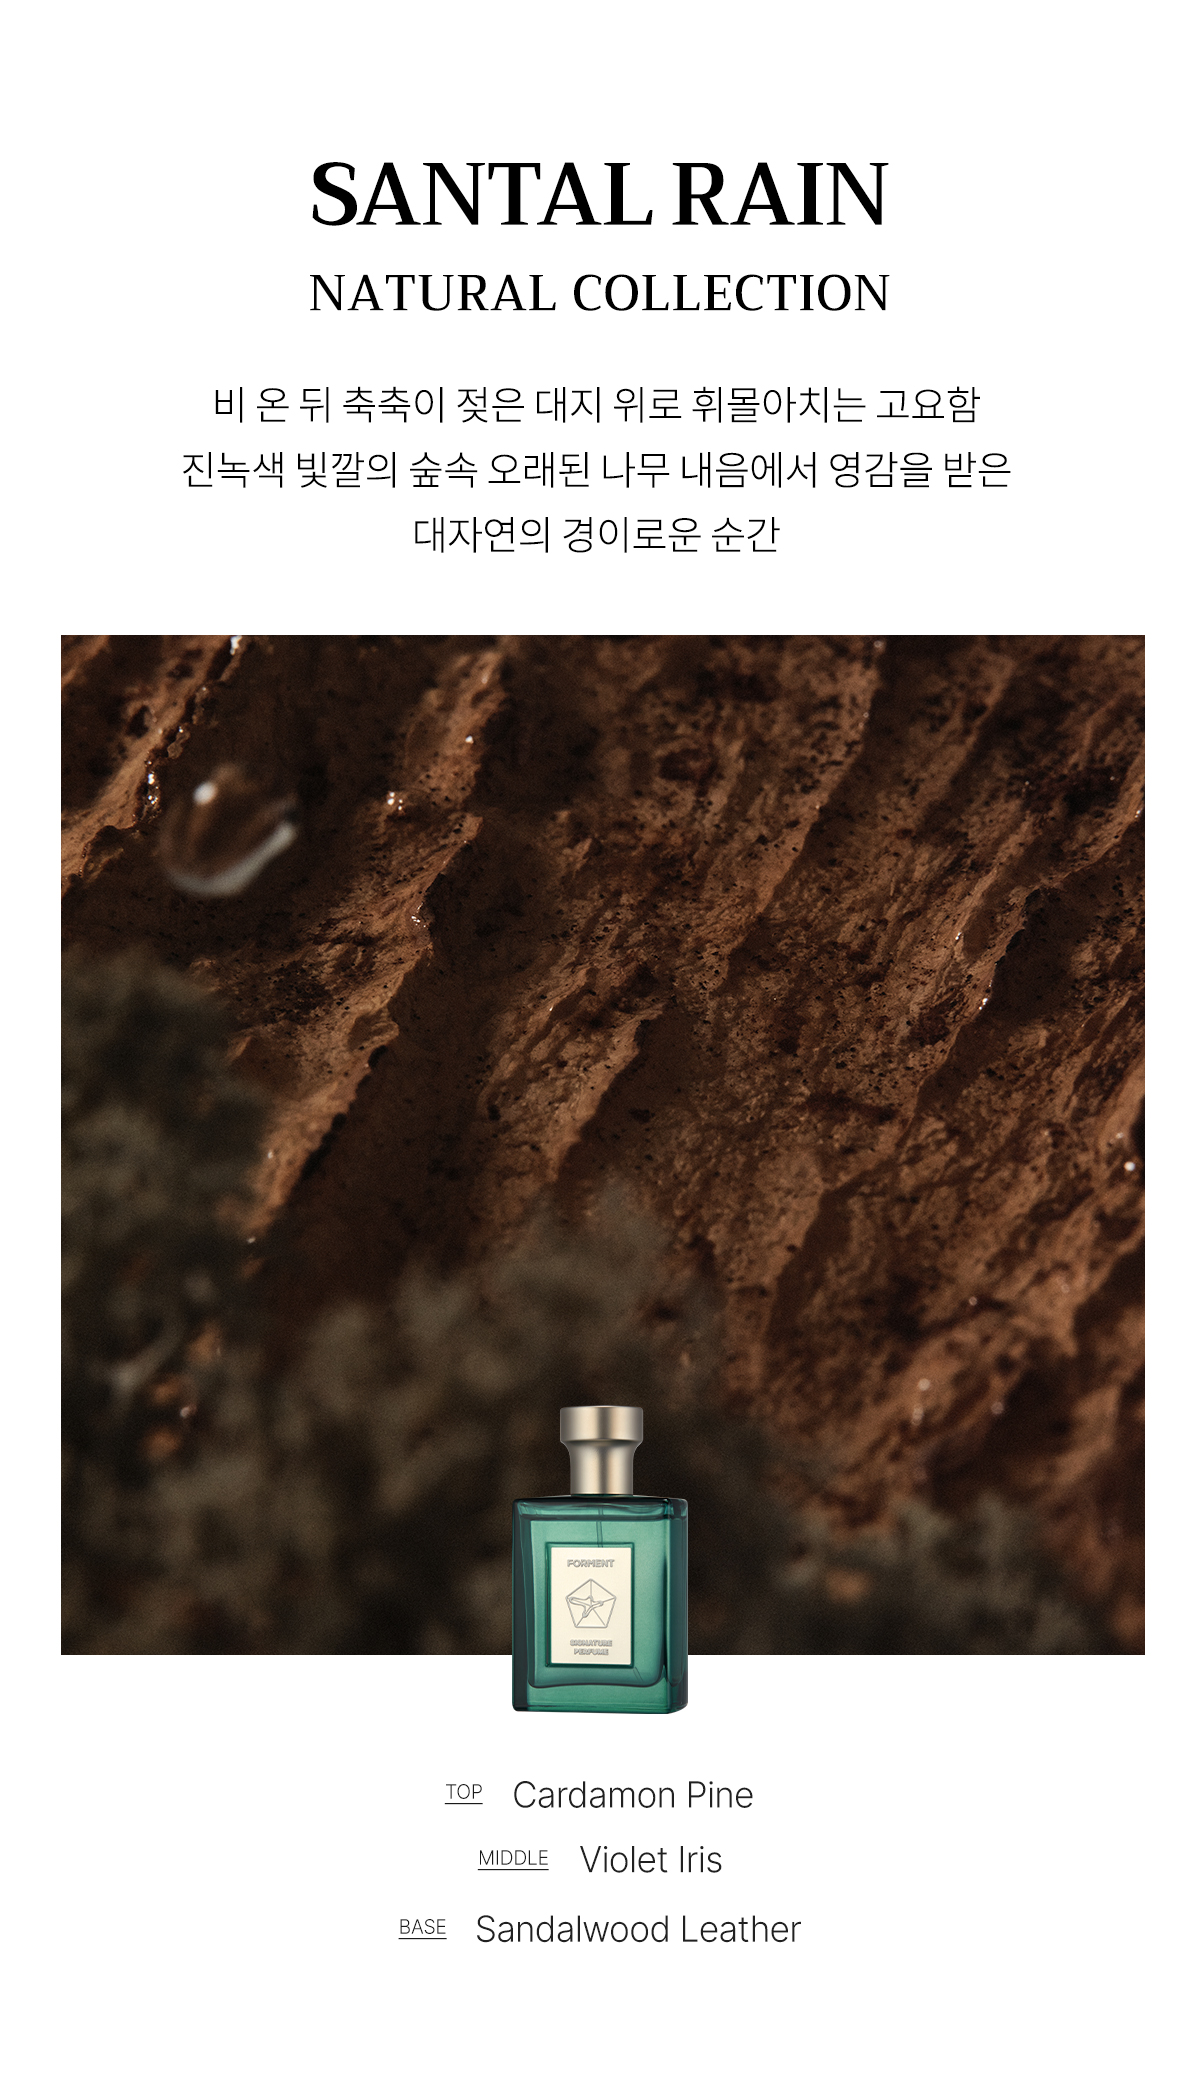 SANTAL RAIN
NATURAL COLLECTION
비 온 뒤 축축이 젖은 대지 위로 휘몰아치는 고요함
진녹색 빛깔의 숲속 오래된 나무 내음에서 영감을 받은
대자연의 경이로운 순간
FORMENT
SIGNATURE
PERFUME
TOP Cardamon Pine
MIDDLE Violet Iris
BASE Sandalwood Leather